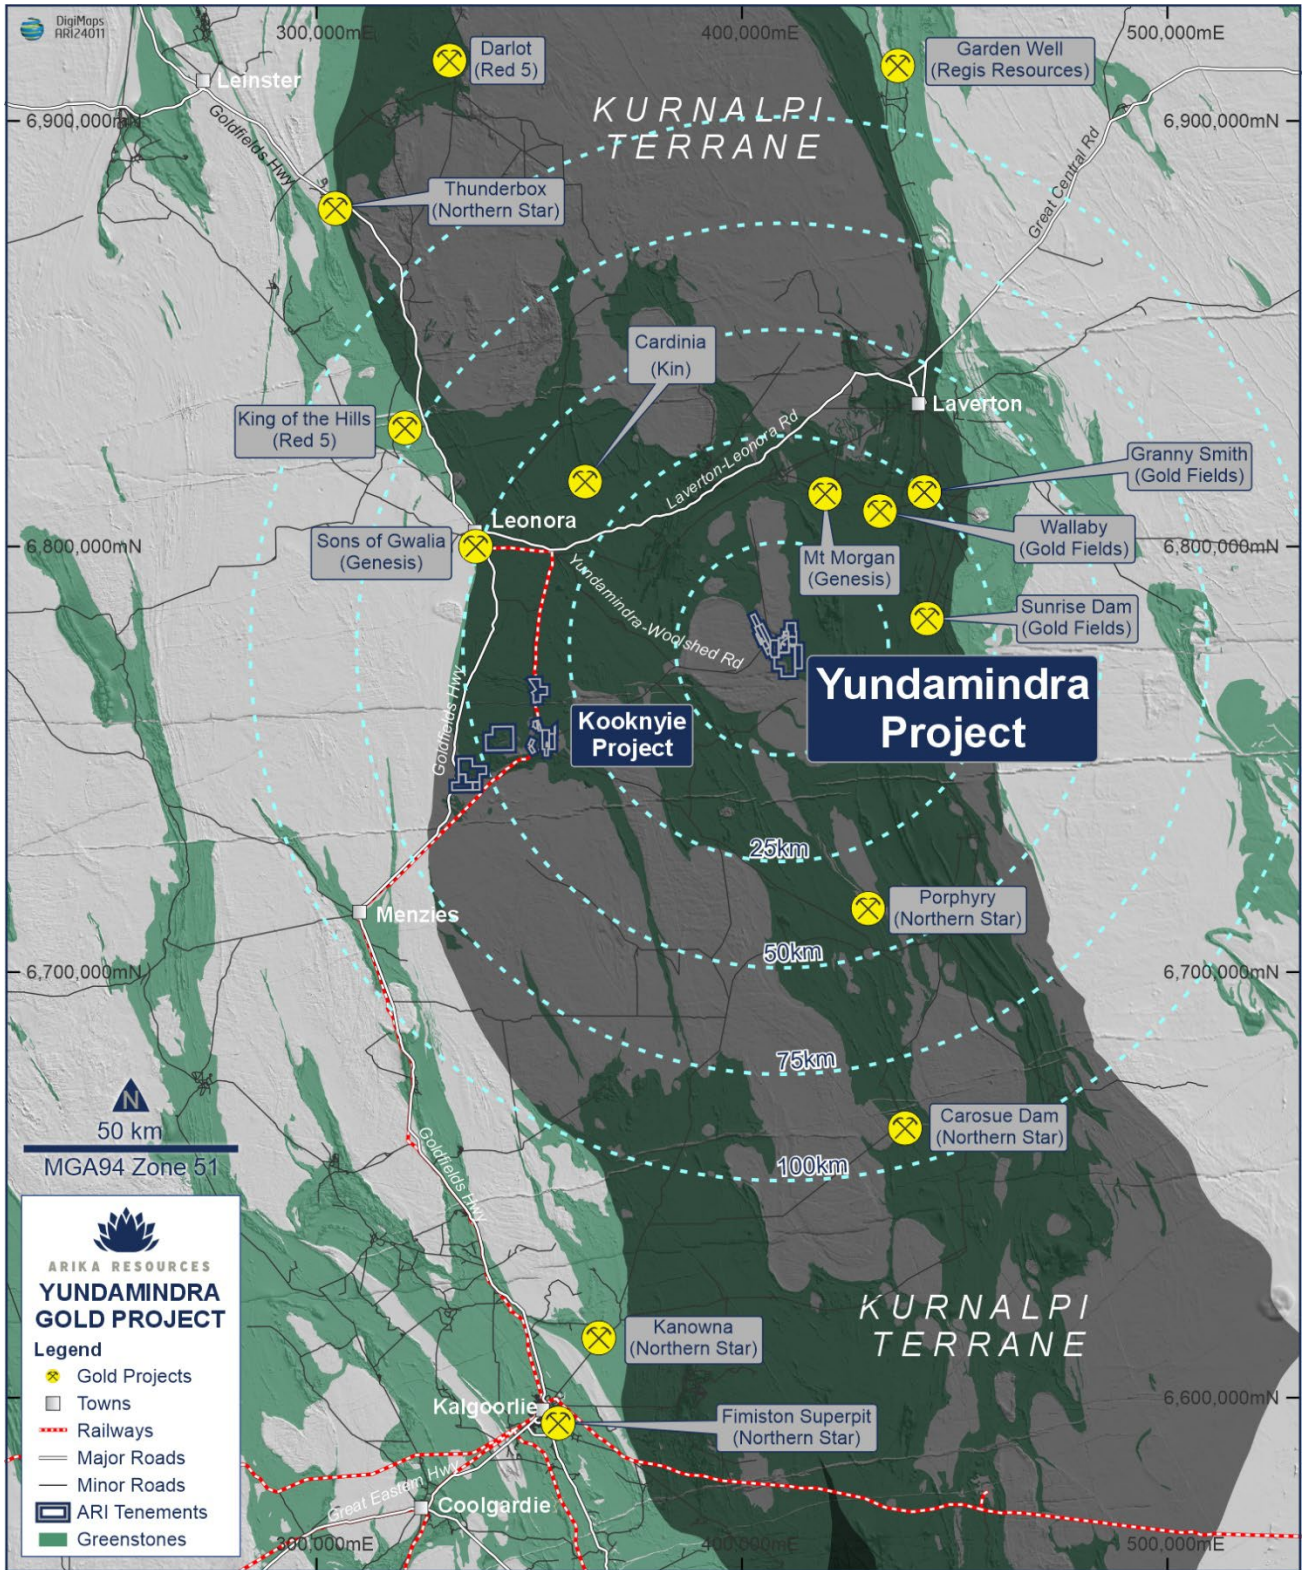 DigiMaps
ARI24011
300,000mE
400,000mE
500,000mE
Darlot
(Red 5)
Garden Well
(Regis Resources)
Leinster
KURNALPI
TERRANE
6,900,000mN
6,900,000mN
Goldfields Hwy
Great Central Rd
Thunderbox
(Northern Star)
Cardinia
(Kin)
Laverton
King of the Hills
(Red 5)
Laverton-Leonora Rd
Granny Smith
(Gold Fields)
Leonora
Wallaby
(Gold Fields)
Sons of Gwalia
(Genesis)
6,800,000mN
6,800,000mN
Mt Morgan
(Genesis)
Yundamindra-Woolshed Rd
Sunrise Dam
(Gold Fields)
Yundamindra
Project
Goldfields Hwy
Kooknyie
Project
25km
Menzies
Porphyry
(Northern Star)
50km
6,700,000mN
6,700,000mN
75km
N
50 km
MGA94 Zone 51
Carosue Dam
(Northern Star)
100km
Goldfields Hwy
KURNALPI
TERRANE
Kanowna
(Northern Star)
Kalgoorlie
6,600,000mN
Fimiston Superpit
(Northern Star)
Great Eastern Hwy
Coolgardie
300,000mE
400,000mE
500,000mE
ARIKA RESOURCES
YUNDAMINDRA
GOLD PROJECT
Legend
Gold Projects
Towns
Railways
Major Roads
Minor Roads
ARI Tenements
Greenstones